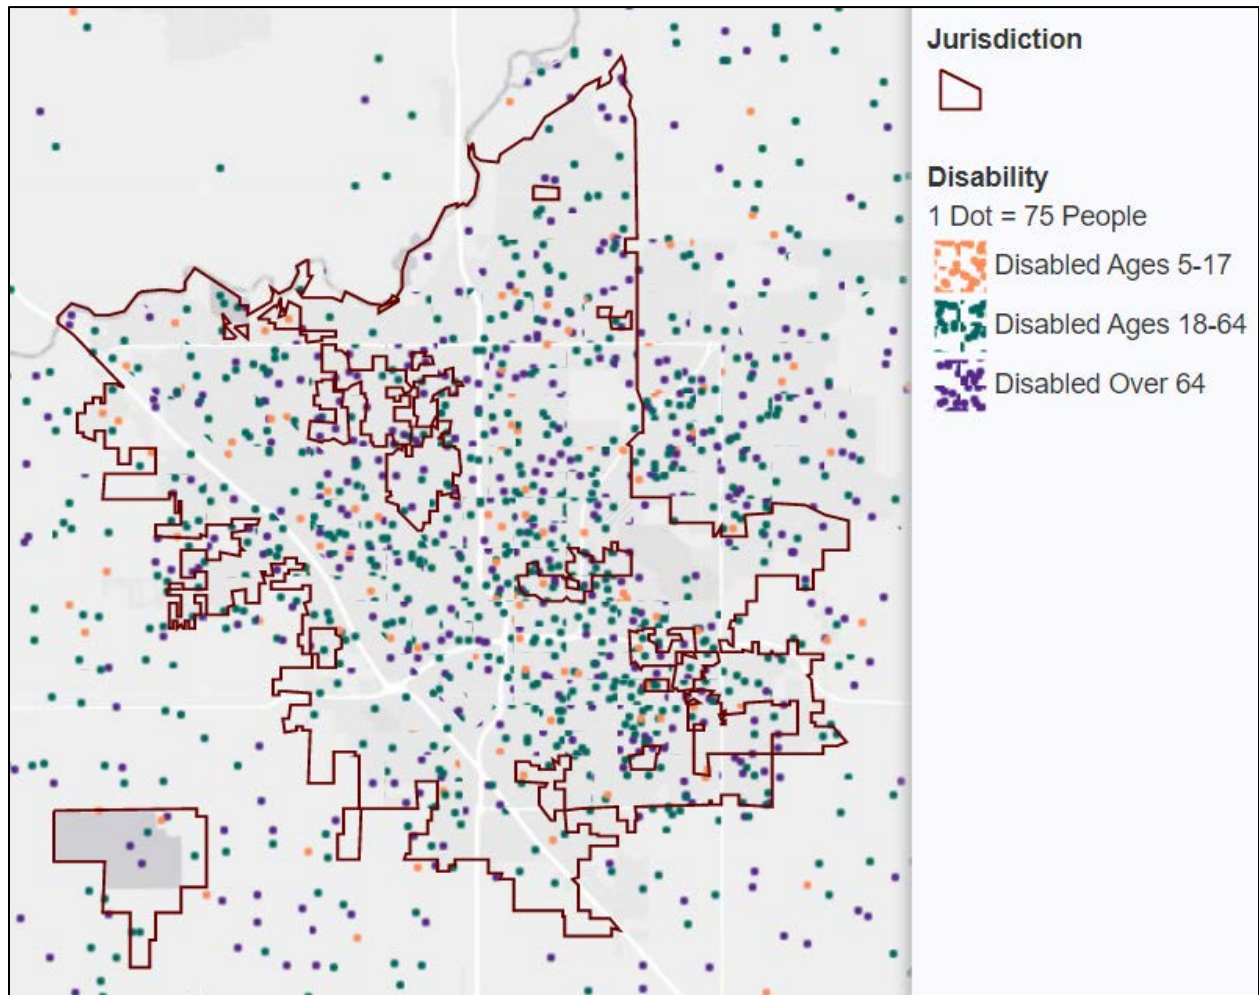 Jurisdiction
Disability
1 Dot = 75 People
Disabled Ages 5-17
Disabled Ages 18-64
Disabled Over 64